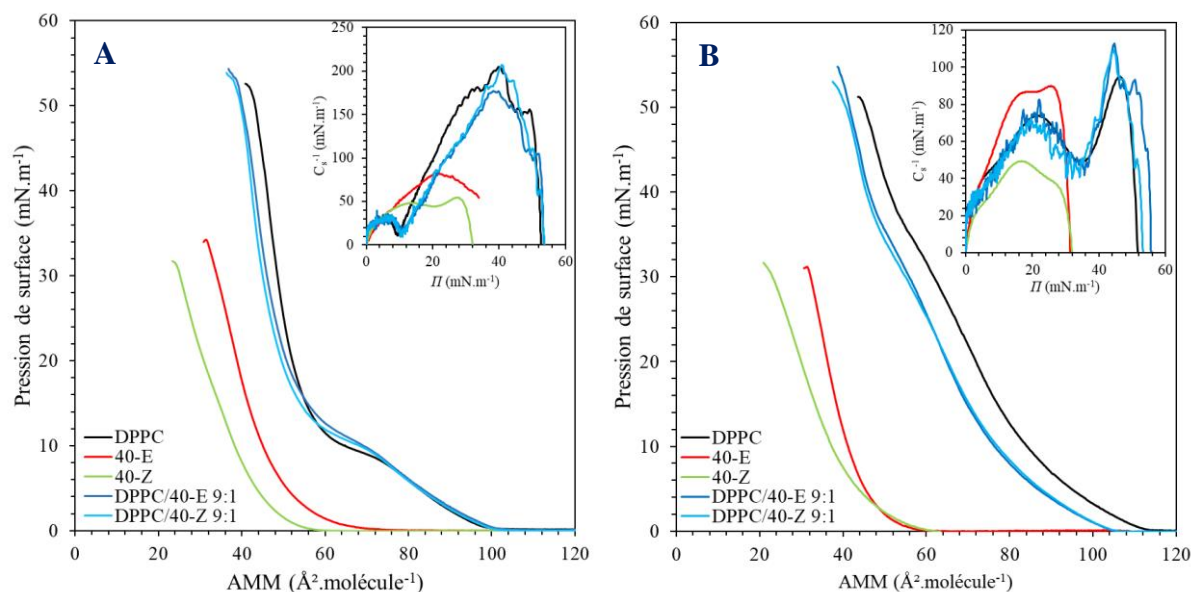 A
Pression de surface (mN.m⁻¹)
60
50
40
30
20
10
0
0 20 40 60 80 100 120
AMM (Å².molécule⁻¹)
DPPC
40-E
40-Z
DPPC/40-E 9:1
DPPC/40-Z 9:1
Cₛ⁻¹ (mN.m⁻¹)
250
200
150
100
50
0
0 20 40 60
Π (mN.m⁻¹)
B
Pression de surface (mN.m⁻¹)
60
50
40
30
20
10
0
0 20 40 60 80 100 120
AMM (Å².molécule⁻¹)
DPPC
40-E
40-Z
DPPC/40-E 9:1
DPPC/40-Z 9:1
Cₛ⁻¹ (mN.m⁻¹)
120
100
80
60
40
20
0
0 20 40 60
Π (mN.m⁻¹)